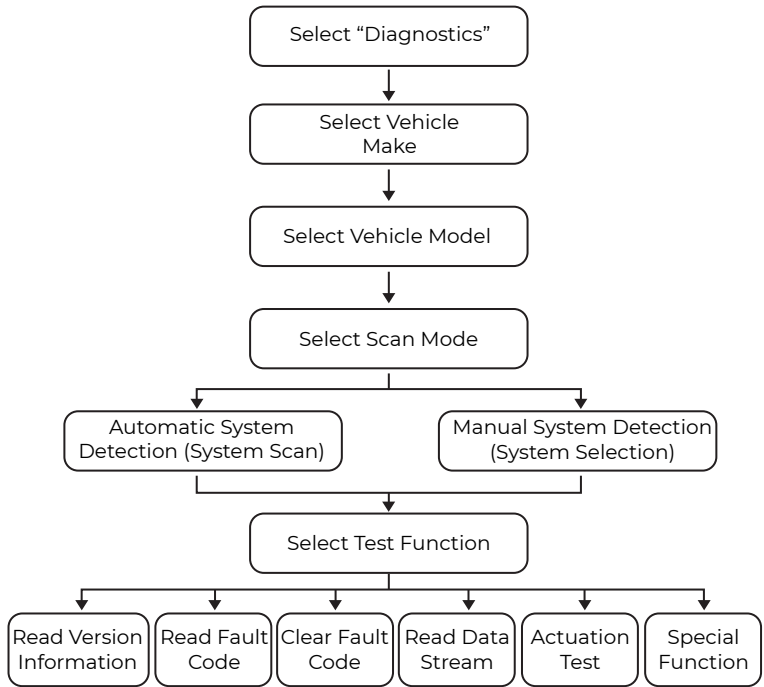 Select “Diagnostics”
Select Vehicle
Make
Select Vehicle Model
Select Scan Mode
Automatic System
Detection (System Scan)
Manual System Detection
(System Selection)
Select Test Function
Read Version
Information
Read Fault
Code
Clear Fault
Code
Read Data
Stream
Actuation
Test
Special
Function